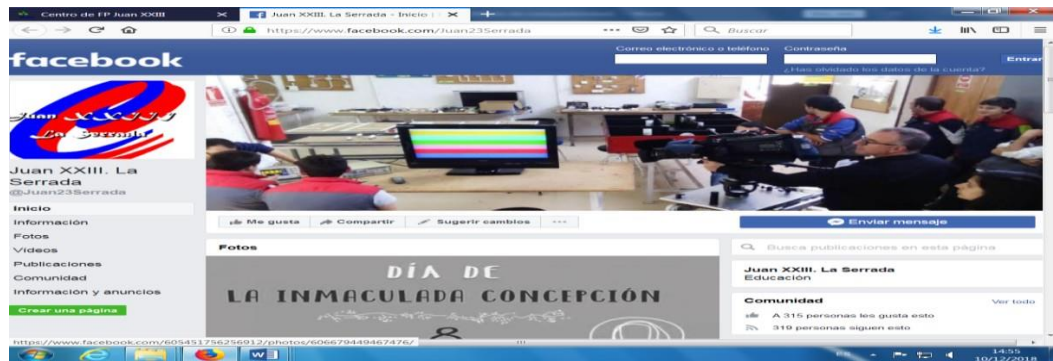 Centro de FP Juan XXIII
Juan XXIII. La Serrada - Inicio |
https://www.facebook.com/Juan23Serrada
Buscar
facebook
Correo electrónico o teléfono
Contraseña
Entrar
¿Has olvidado los datos de la cuenta?
Juan XXIII
La Serrada
Juan XXIII. La
Serrada
@Juan23Serrada
Inicio
Información
Fotos
Vídeos
Publicaciones
Comunidad
Información y anuncios
Crear una página
Me gusta
Compartir
Sugerir cambios
Enviar mensaje
Fotos
DÍA DE
LA INMACULADA CONCEPCIÓN
Busca publicaciones en esta página
Juan XXIII. La Serrada
Educación
Comunidad
Ver todo
A 315 personas les gusta esto
319 personas siguen esto
https://www.facebook.com/605451756256912/photos/606679449467476/
14:55
10/12/2018